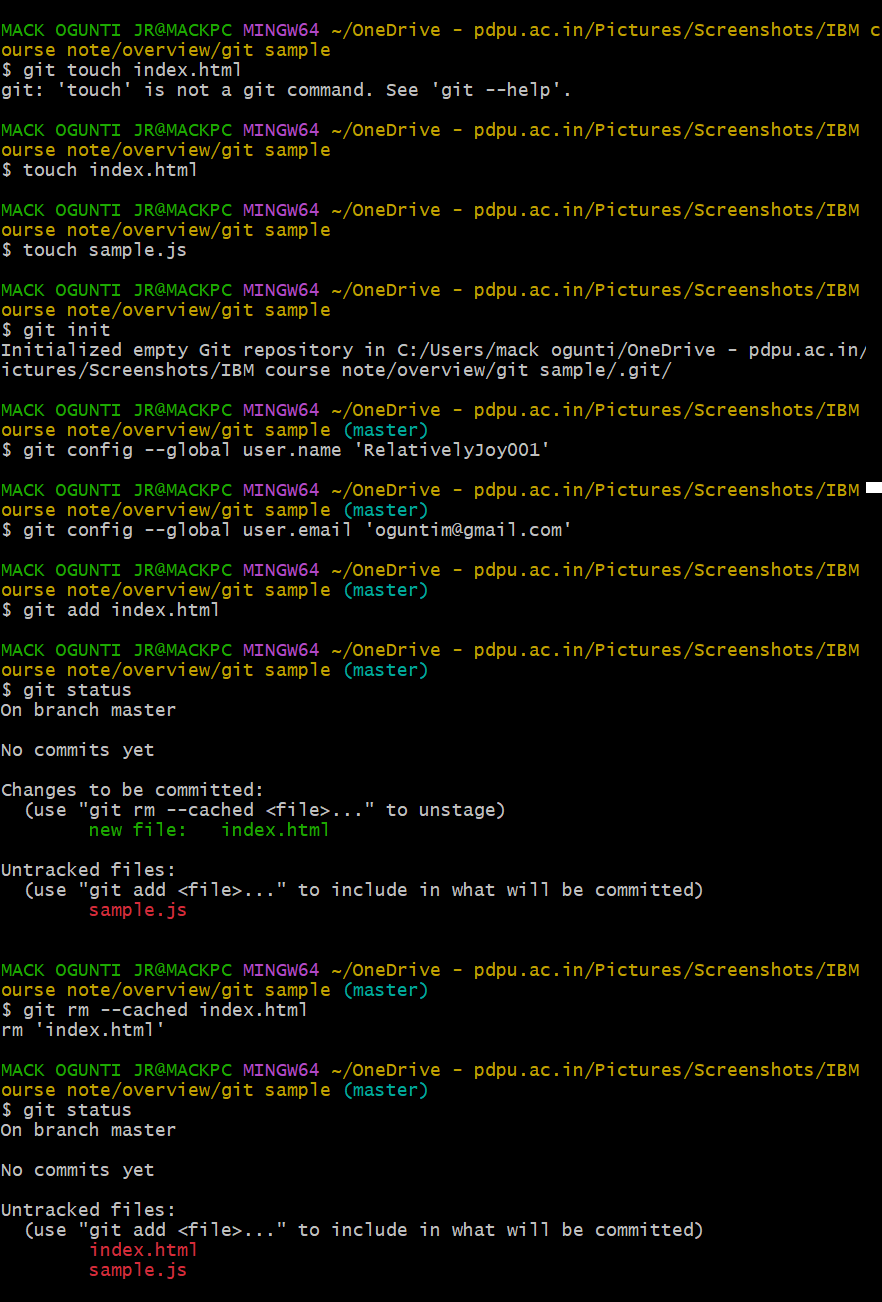 MACK OGUNTI JR@MACKPC MINGW64 ~/OneDrive - pdpu.ac.in/Pictures/Screenshots/IBM c
ourse note/overview/git sample
$ git touch index.html
git: 'touch' is not a git command. See 'git --help'.
MACK OGUNTI JR@MACKPC MINGW64 ~/OneDrive - pdpu.ac.in/Pictures/Screenshots/IBM
ourse note/overview/git sample
$ touch index.html
MACK OGUNTI JR@MACKPC MINGW64 ~/OneDrive - pdpu.ac.in/Pictures/Screenshots/IBM
ourse note/overview/git sample
$ touch sample.js
MACK OGUNTI JR@MACKPC MINGW64 ~/OneDrive - pdpu.ac.in/Pictures/Screenshots/IBM
ourse note/overview/git sample
$ git init
Initialized empty Git repository in C:/Users/mack ogunti/OneDrive - pdpu.ac.in/
ictures/Screenshots/IBM course note/overview/git sample/.git/
MACK OGUNTI JR@MACKPC MINGW64 ~/OneDrive - pdpu.ac.in/Pictures/Screenshots/IBM
ourse note/overview/git sample (master)
$ git config --global user.name 'RelativelyJoy001'
MACK OGUNTI JR@MACKPC MINGW64 ~/OneDrive - pdpu.ac.in/Pictures/Screenshots/IBM
ourse note/overview/git sample (master)
$ git config --global user.email 'oguntim@gmail.com'
MACK OGUNTI JR@MACKPC MINGW64 ~/OneDrive - pdpu.ac.in/Pictures/Screenshots/IBM
ourse note/overview/git sample (master)
$ git add index.html
MACK OGUNTI JR@MACKPC MINGW64 ~/OneDrive - pdpu.ac.in/Pictures/Screenshots/IBM
ourse note/overview/git sample (master)
$ git status
On branch master
No commits yet
Changes to be committed:
  (use "git rm --cached <file>..." to unstage)
        new file:   index.html
Untracked files:
  (use "git add <file>..." to include in what will be committed)
        sample.js
MACK OGUNTI JR@MACKPC MINGW64 ~/OneDrive - pdpu.ac.in/Pictures/Screenshots/IBM
ourse note/overview/git sample (master)
$ git rm --cached index.html
rm 'index.html'
MACK OGUNTI JR@MACKPC MINGW64 ~/OneDrive - pdpu.ac.in/Pictures/Screenshots/IBM
ourse note/overview/git sample (master)
$ git status
On branch master
No commits yet
Untracked files:
  (use "git add <file>..." to include in what will be committed)
        index.html
        sample.js